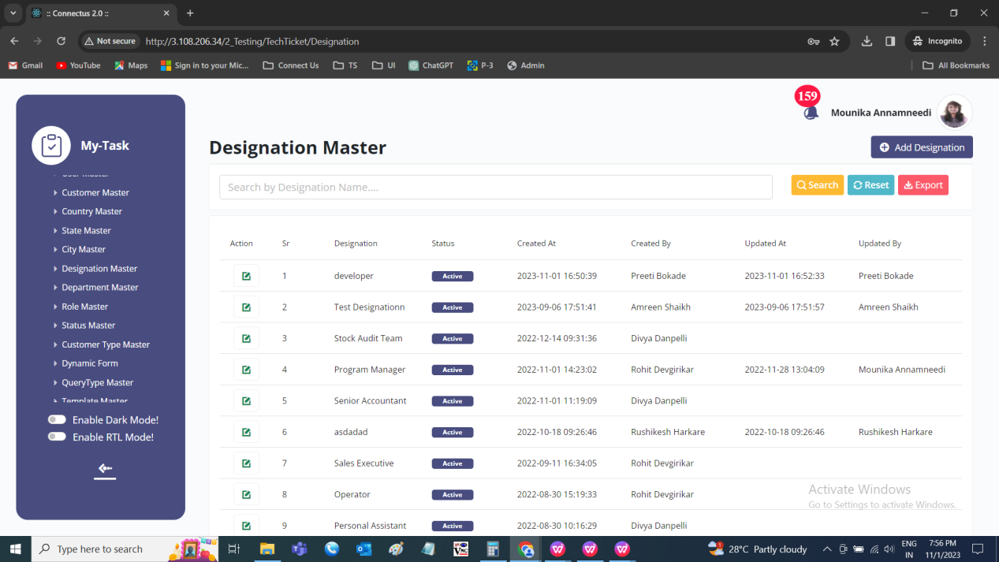 :: Connectus 2.0 ::
Not secure http://3.108.206.34/2_Testing/TechTicket/Designation Incognito
Gmail YouTube Maps Sign in to your Mic... Connect Us TS UI ChatGPT P-3 Admin All Bookmarks
159
Mounika Annamneedi
My-Task
User Master
Customer Master
Country Master
State Master
City Master
Designation Master
Department Master
Role Master
Status Master
Customer Type Master
Dynamic Form
QueryType Master
Template Master
Enable Dark Mode!
Enable RTL Mode!
Designation Master
Add Designation
Search by Designation Name....
Search Reset Export
Action Sr Designation Status Created At Created By Updated At Updated By
1 developer Active 2023-11-01 16:50:39 Preeti Bokade 2023-11-01 16:52:33 Preeti Bokade
2 Test Designationn Active 2023-09-06 17:51:41 Amreen Shaikh 2023-09-06 17:51:57 Amreen Shaikh
3 Stock Audit Team Active 2022-12-14 09:31:36 Divya Danpelli
4 Program Manager Active 2022-11-01 14:23:02 Rohit Devgirikar 2022-11-28 13:04:09 Mounika Annamneedi
5 Senior Accountant Active 2022-11-01 11:19:09 Divya Danpelli
6 asdadad Active 2022-10-18 09:26:46 Rushikesh Harkare 2022-10-18 09:26:46 Rushikesh Harkare
7 Sales Executive Active 2022-09-11 16:34:05 Rohit Devgirikar
8 Operator Active 2022-08-30 15:19:33 Rohit Devgirikar
9 Personal Assistant Active 2022-08-30 10:16:29 Divya Danpelli
Activate Windows
Go to Settings to activate Windows.
Type here to search
28°C Partly cloudy
ENG
IN
7:56 PM
11/1/2023